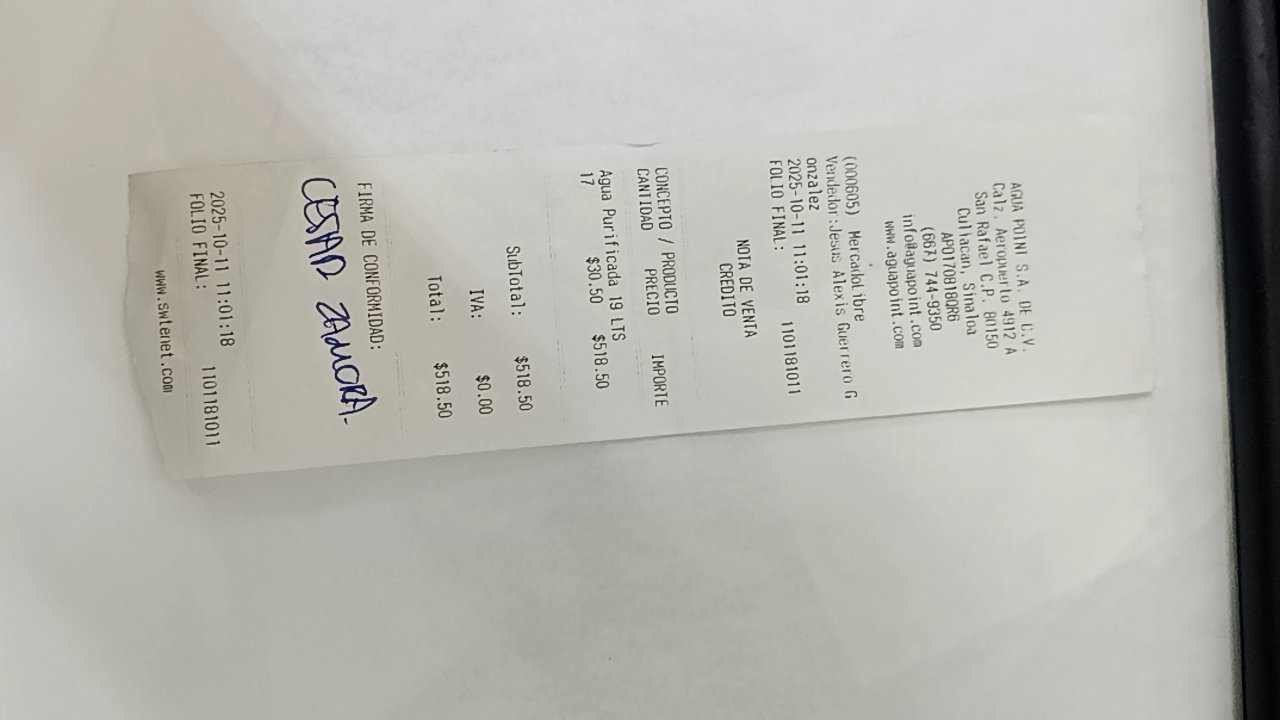 AGUA POINT S.A. DE C.V.
Calz. Aeropuerto 4912 A
San Rafael C.P. 80150
Culiacan, Sinaloa
APO170818QR6
(667) 744-9350
info@aguapoint.com
www.aguapoint.com
(000605) MercadoLibre
Vendedor:Jesus Alexis Guerrero G
onzalez
2025-10-11 11:01:18
FOLIO FINAL: 1101181011
NOTA DE VENTA
CREDITO
CONCEPTO / PRODUCTO
CANTIDAD PRECIO IMPORTE
Agua Purificada 19 LTS
17 $30.50 $518.50
SubTotal: $518.50
IVA: $0.00
Total: $518.50
FIRMA DE CONFORMIDAD:
CESAR ZAMORA
2025-10-11 11:01:18
FOLIO FINAL: 1101181011
www.swtenet.com